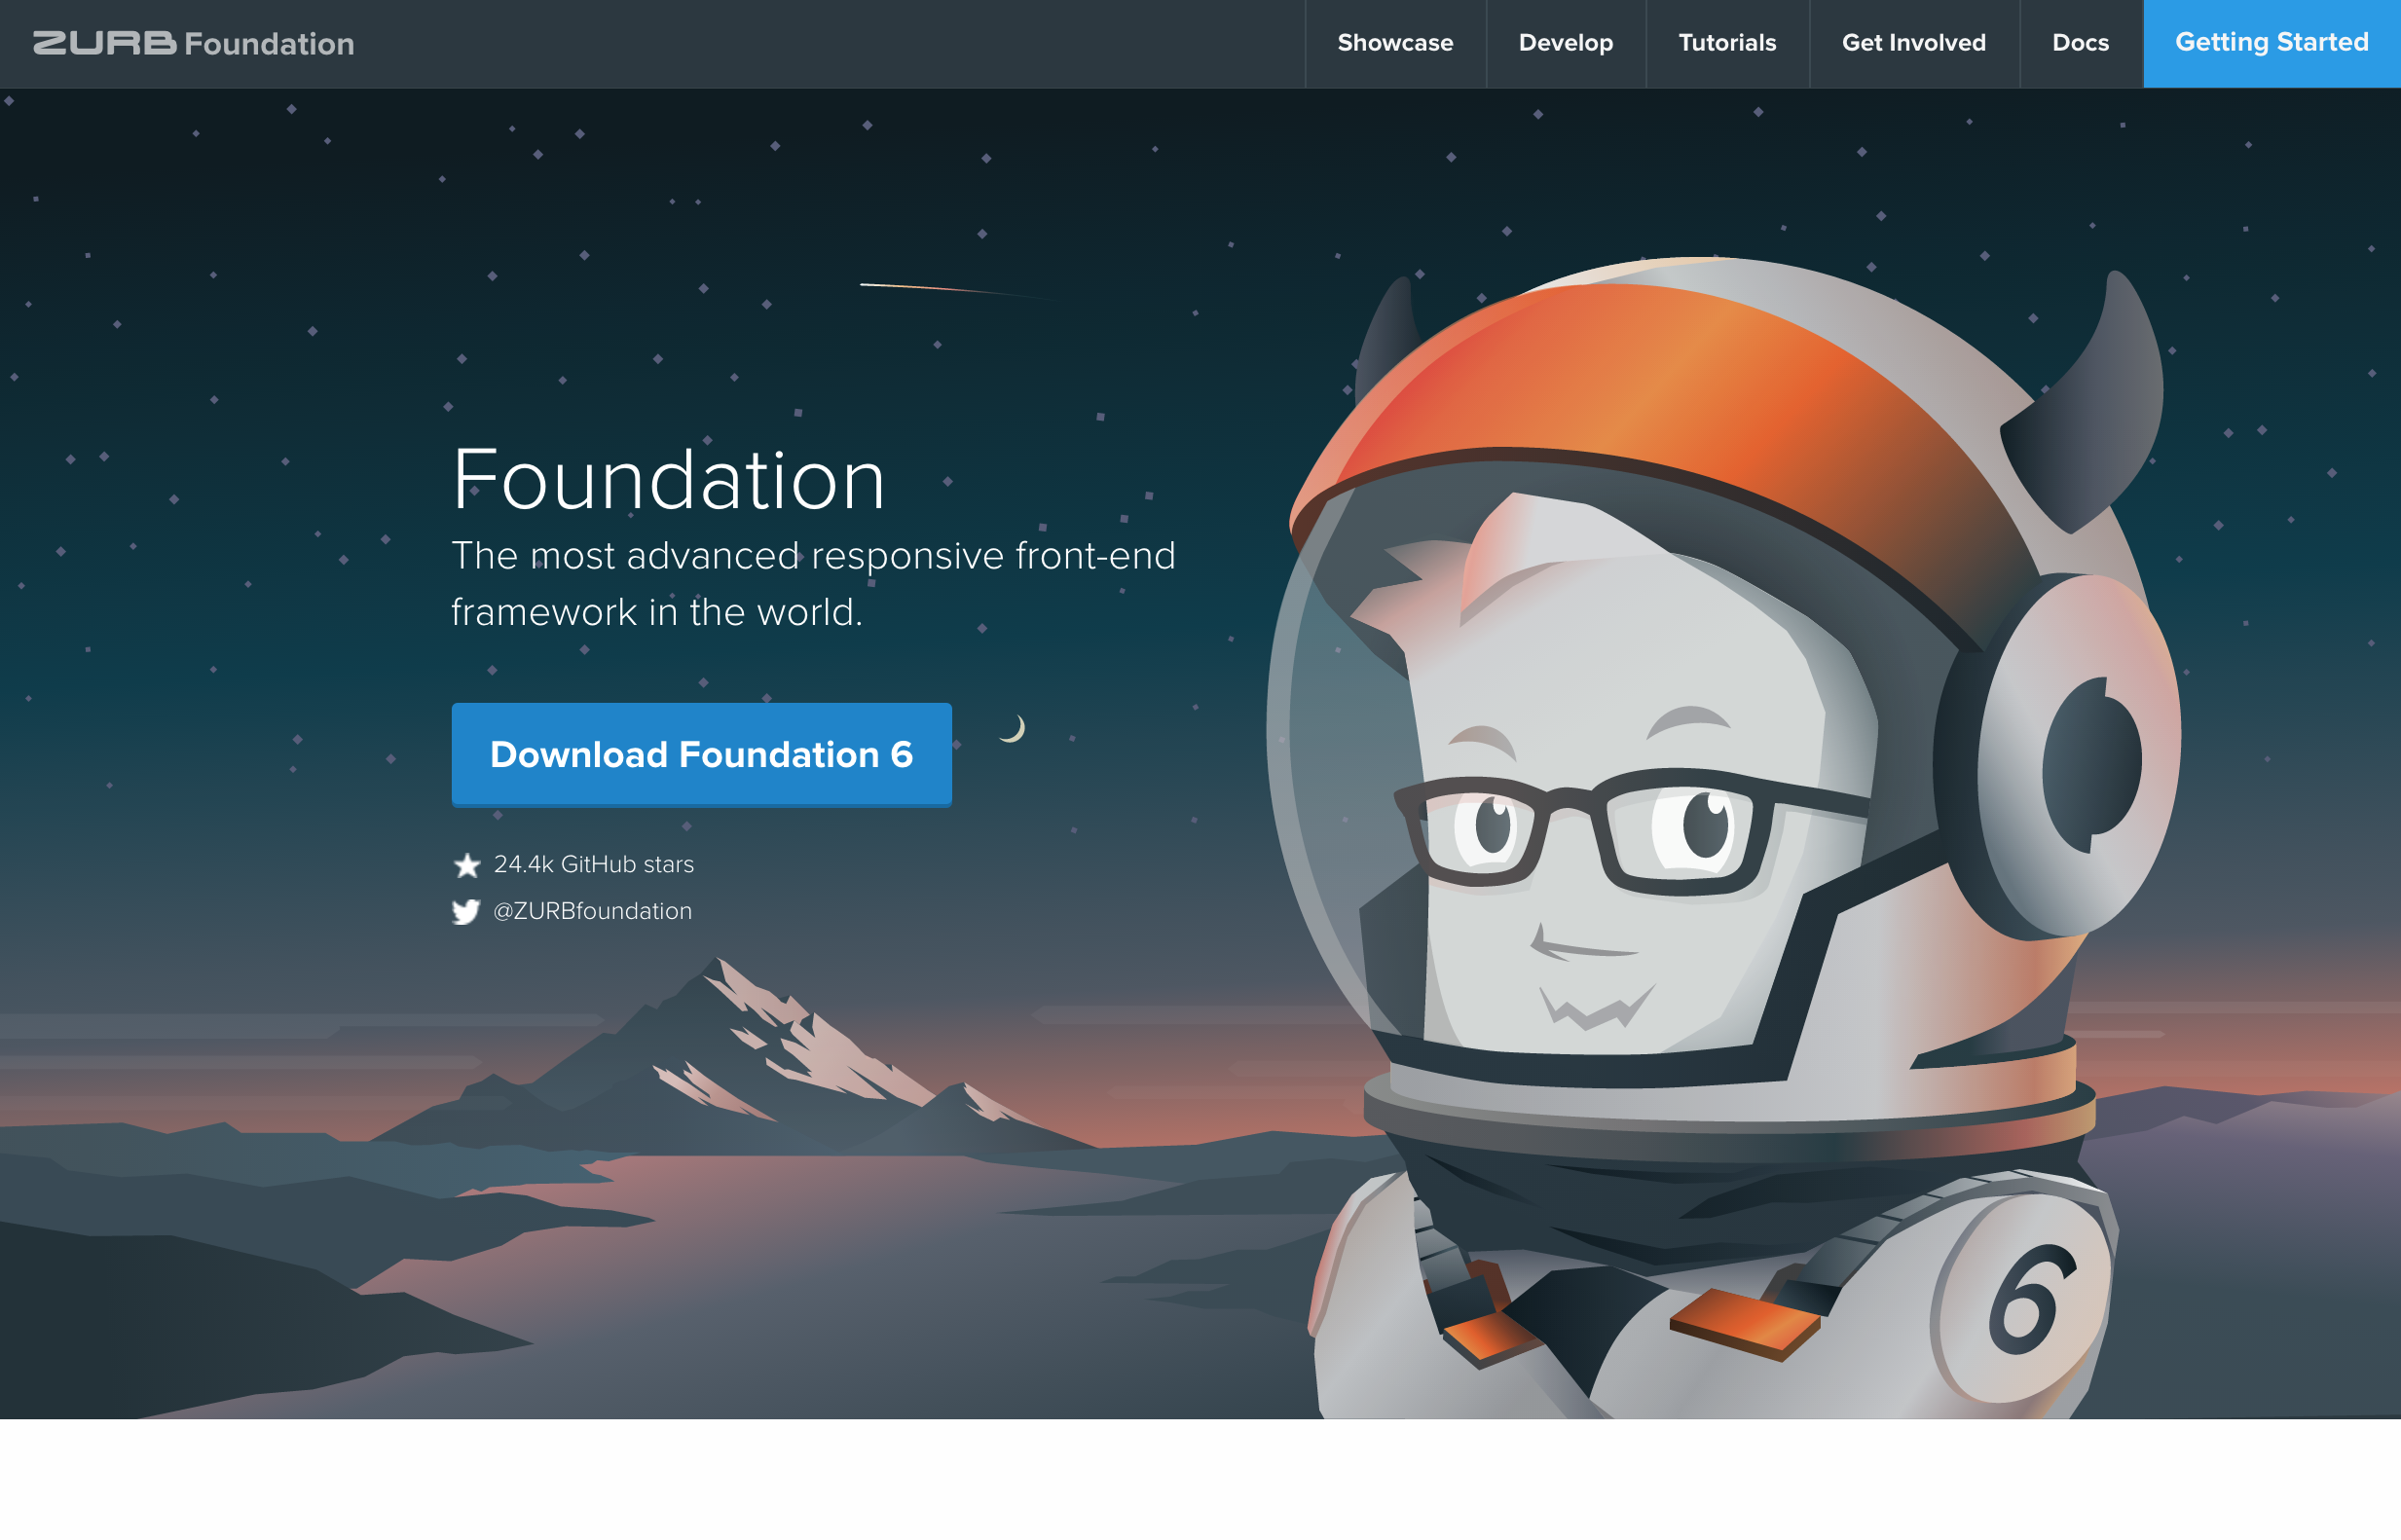 ZURB Foundation
Showcase
Develop
Tutorials
Get Involved
Docs
Getting Started
Foundation
The most advanced responsive front-end
framework in the world.
Download Foundation 6
24.4k GitHub stars
@ZURBfoundation
6